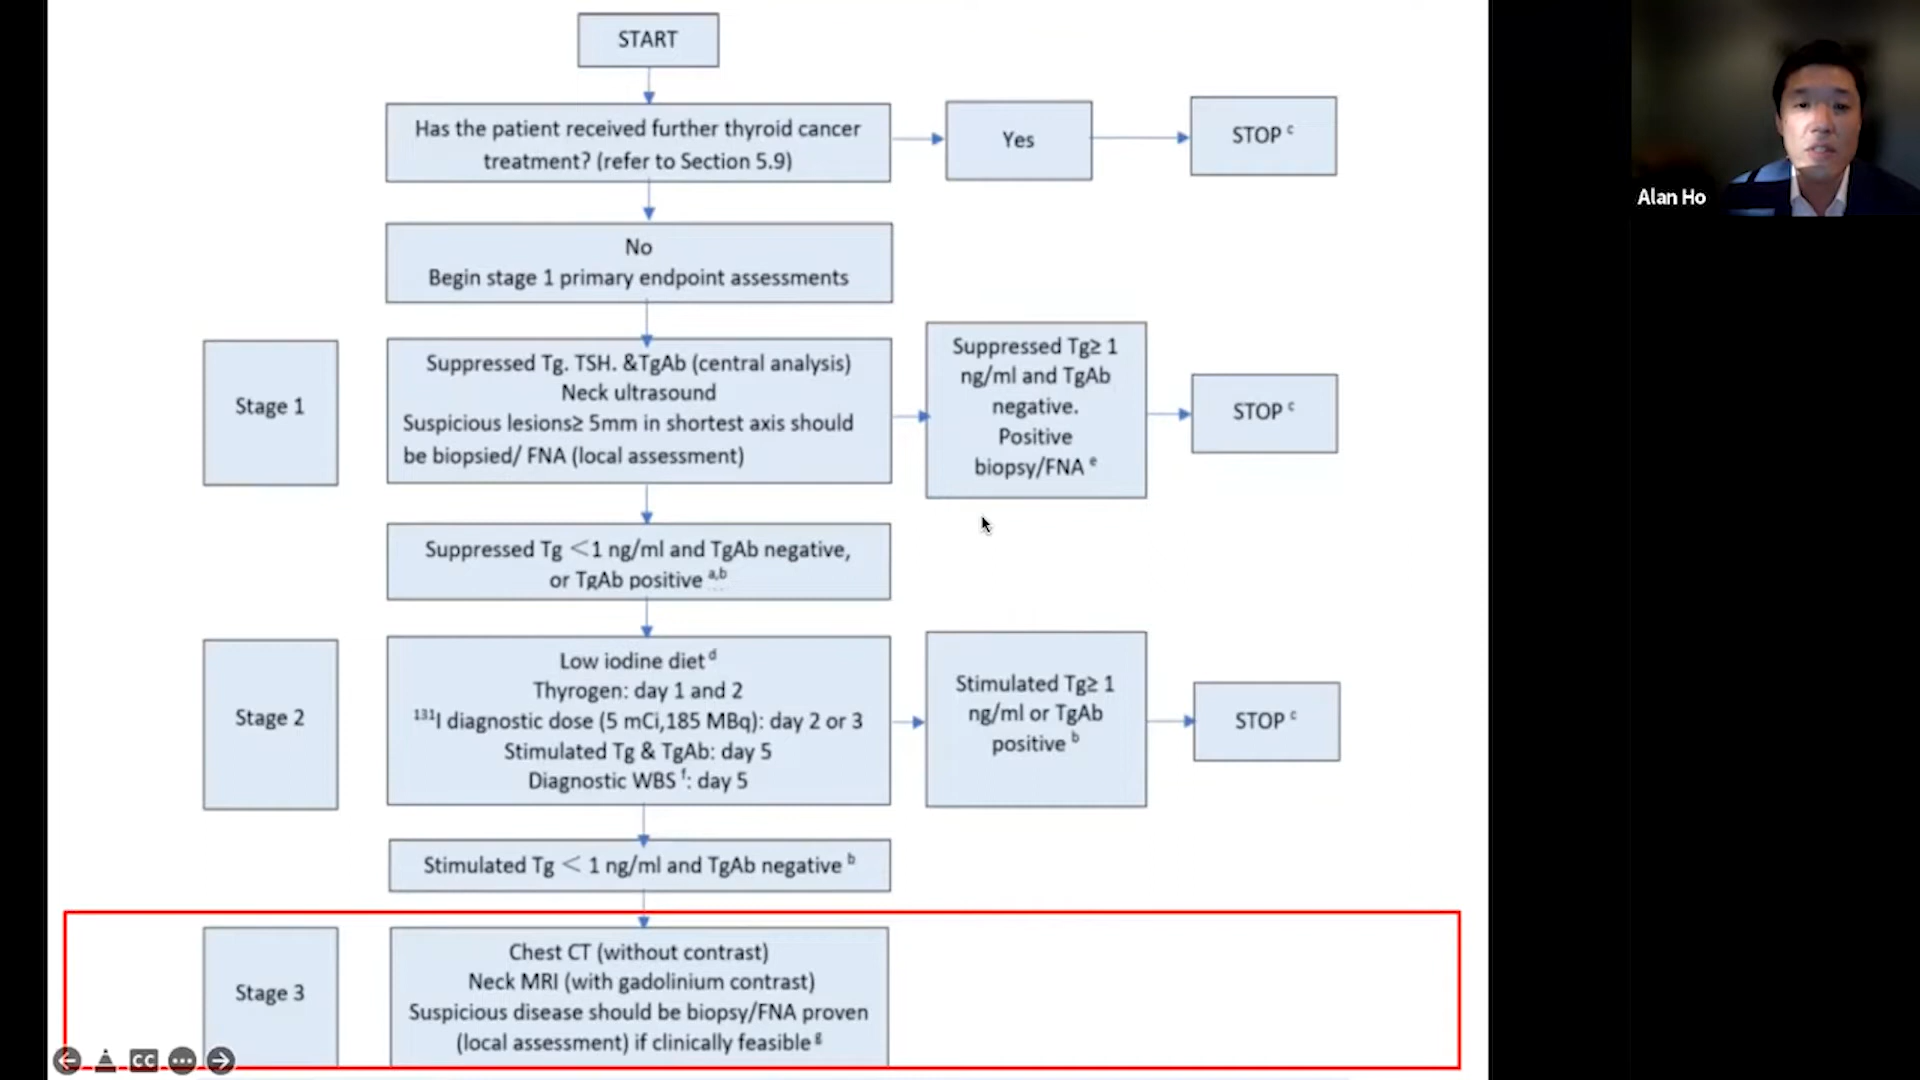 START
Has the patient received further thyroid cancer
treatment? (refer to Section 5.9)
Yes
STOP c
No
Begin stage 1 primary endpoint assessments
Stage 1
Suppressed Tg. TSH. &TgAb (central analysis)
Neck ultrasound
Suspicious lesions≥ 5mm in shortest axis should
be biopsied/ FNA (local assessment)
Suppressed Tg≥ 1
ng/ml and TgAb
negative.
Positive
biopsy/FNA e
STOP c
Suppressed Tg <1 ng/ml and TgAb negative,
or TgAb positive a,b
Stage 2
Low iodine diet d
Thyrogen: day 1 and 2
131I diagnostic dose (5 mCi,185 MBq): day 2 or 3
Stimulated Tg & TgAb: day 5
Diagnostic WBS f: day 5
Stimulated Tg≥ 1
ng/ml or TgAb
positive b
STOP c
Stimulated Tg < 1 ng/ml and TgAb negative b
Stage 3
Chest CT (without contrast)
Neck MRI (with gadolinium contrast)
Suspicious disease should be biopsy/FNA proven
(local assessment) if clinically feasible g
CC
Alan Ho